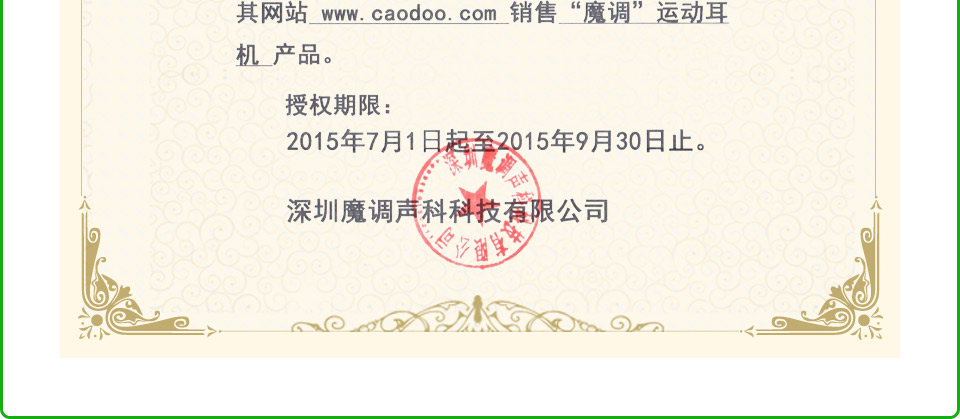 其网站 www.caodoo.com 销售“魔调”运动耳
机 产品。
授权期限：
2015年7月1日起至2015年9月30日止。
深圳魔调声科科技有限公司
深圳魔调声科科技有限公司